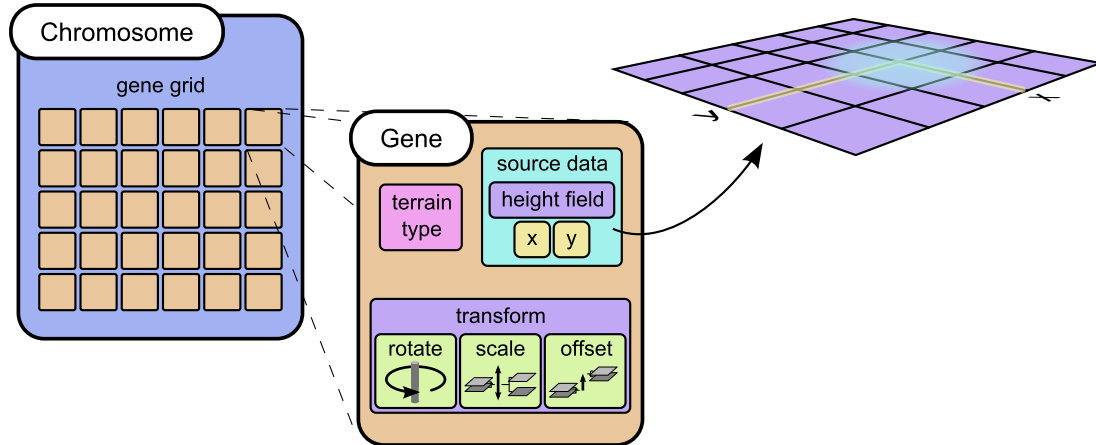 Chromosome
gene grid
Gene
terrain
type
source data
height field
x y
transform
rotate scale offset
y
x